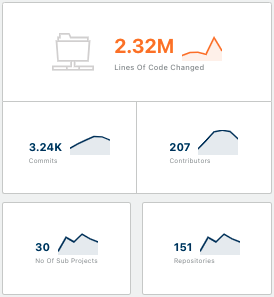 2.32M
Lines Of Code Changed
3.24K
Commits
207
Contributors
30
No Of Sub Projects
151
Repositories